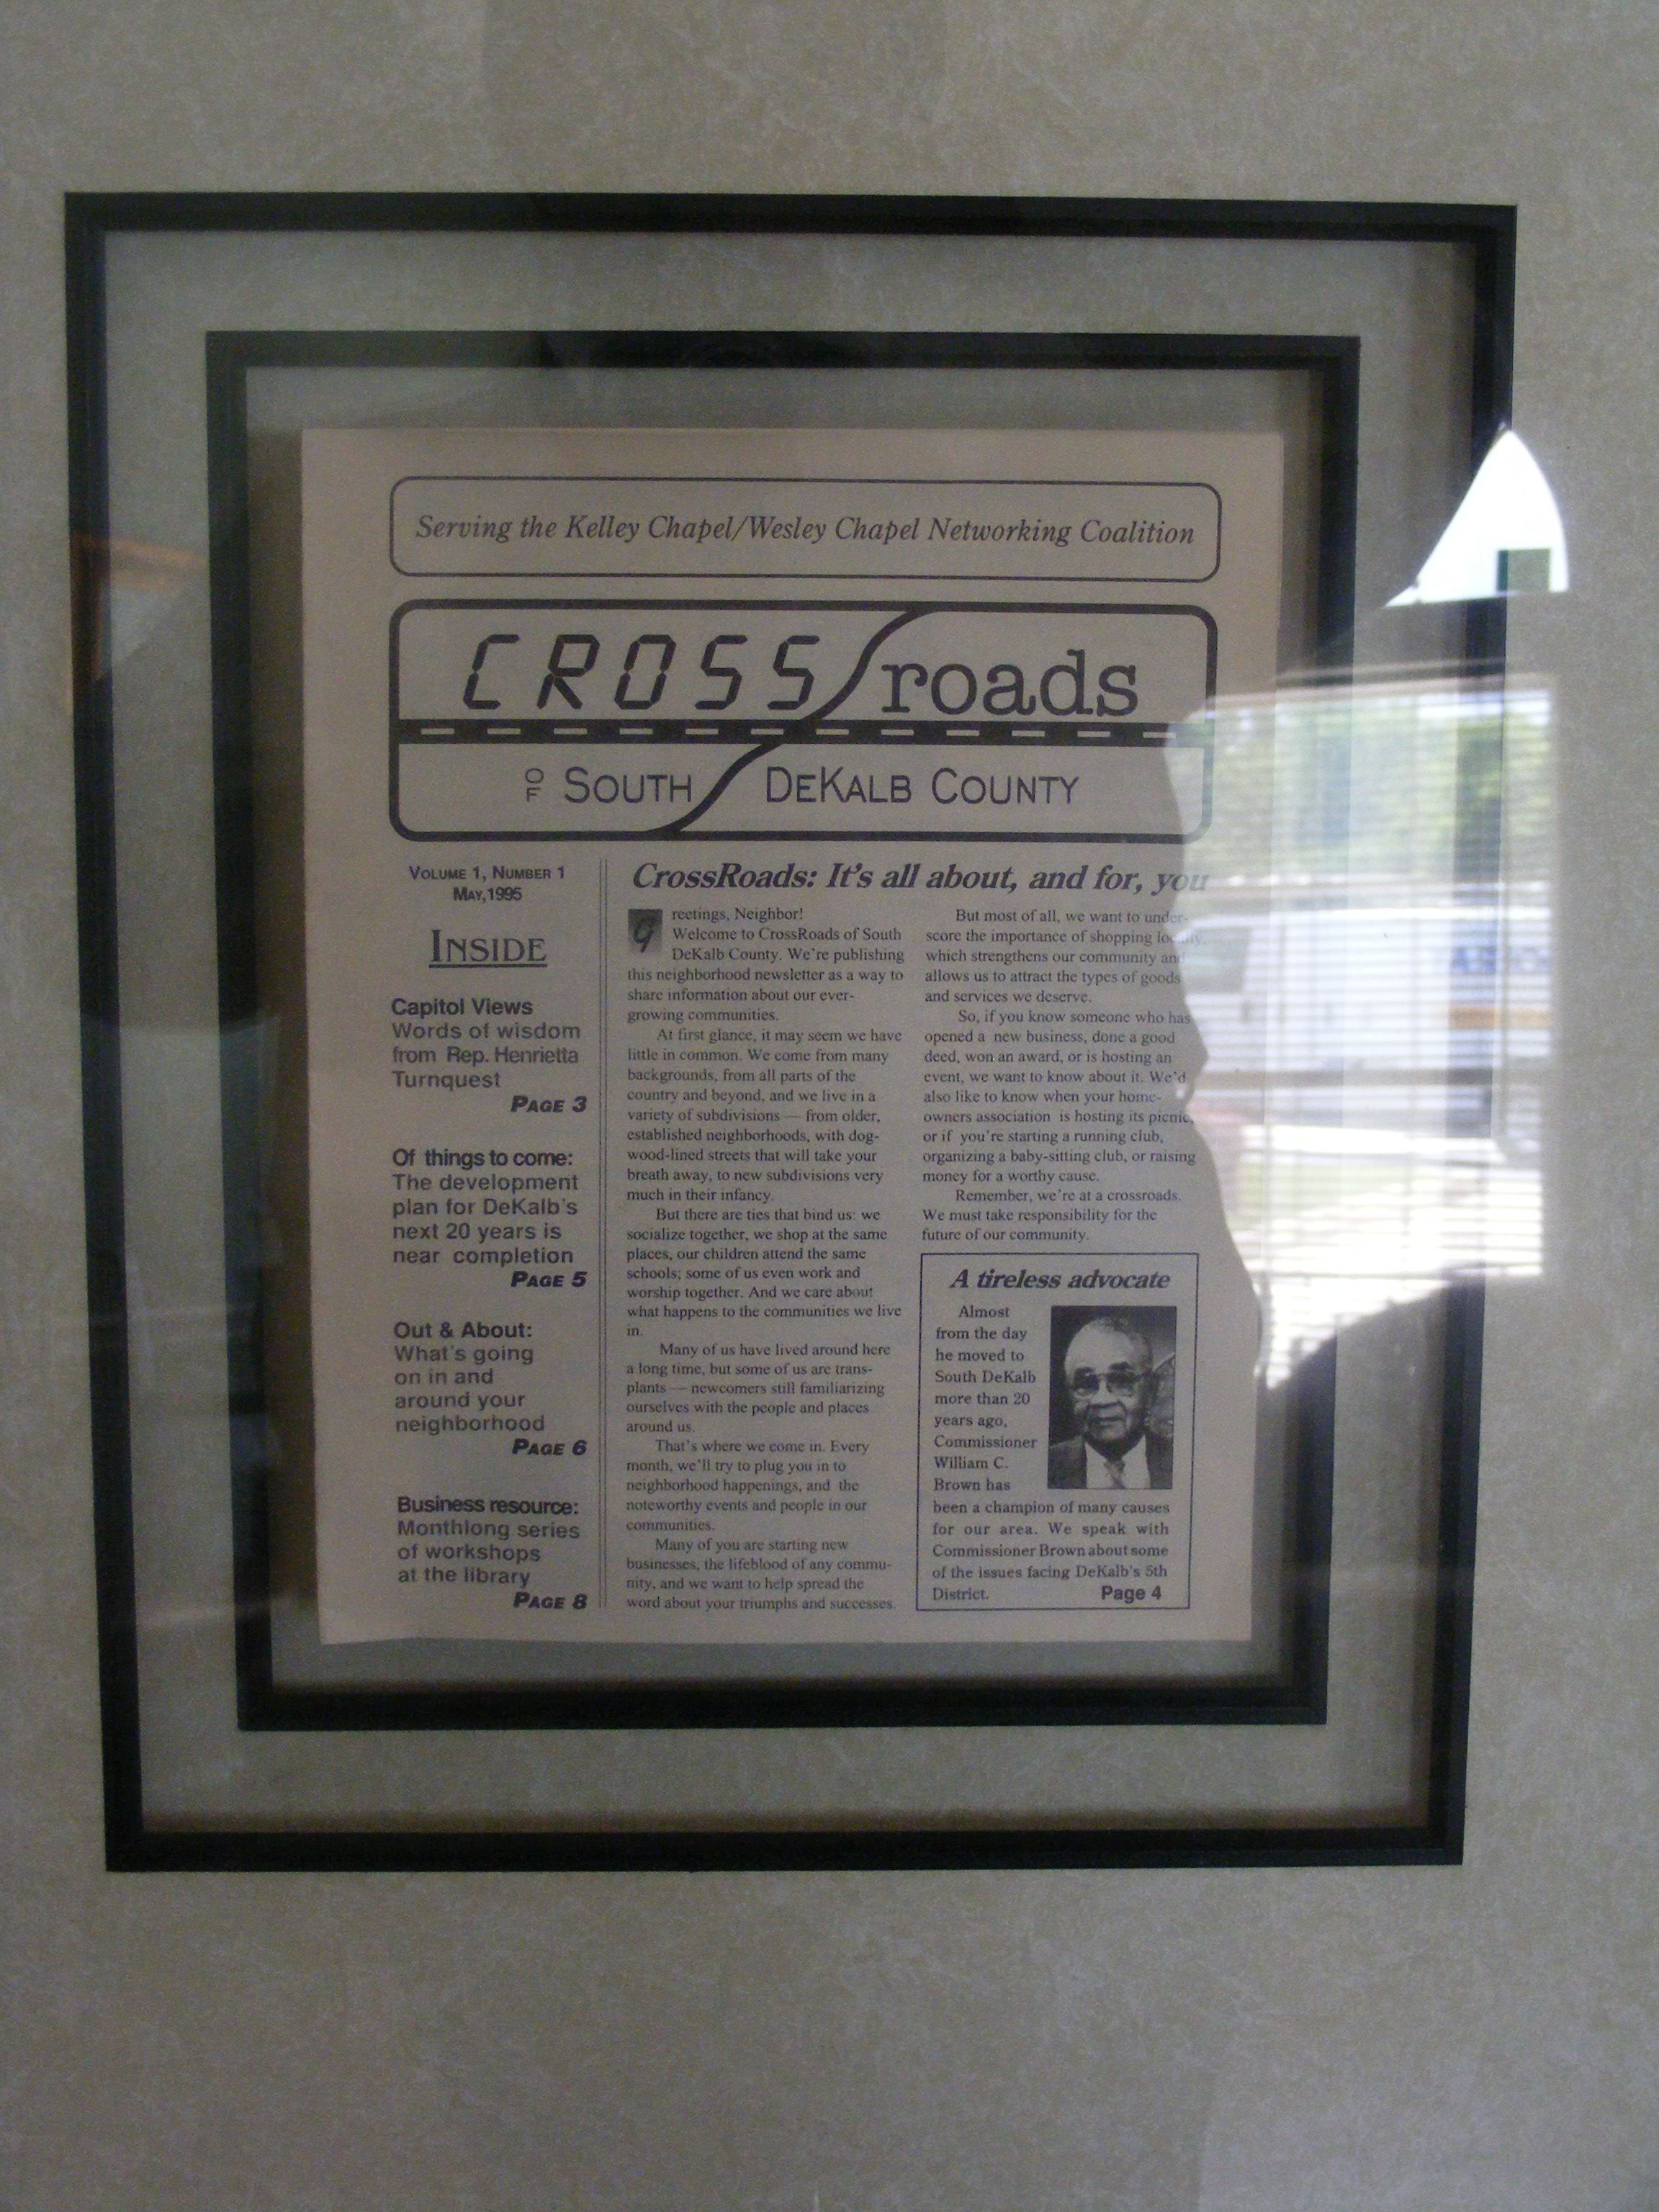 Serving the Kelley Chapel/Wesley Chapel Networking Coalition
CROSSroads
OF SOUTH DEKALB COUNTY
VOLUME 1, NUMBER 1
MAY,1995
INSIDE
Capitol Views
Words of wisdom
from Rep. Henrietta
Turnquest
PAGE 3
Of things to come:
The development
plan for DeKalb's
next 20 years is
near completion
PAGE 5
Out & About:
What's going
on in and
around your
neighborhood
PAGE 6
Business resource:
Monthlong series
of workshops
at the library
PAGE 8
CrossRoads: It's all about, and for, you
Greetings, Neighbor!
Welcome to CrossRoads of South
DeKalb County. We're publishing
this neighborhood newsletter as a way to
share information about our ever-
growing communities.
At first glance, it may seem we have
little in common. We come from many
backgrounds, from all parts of the
country and beyond, and we live in a
variety of subdivisions — from older,
established neighborhoods, with dog-
wood-lined streets that will take your
breath away, to new subdivisions very
much in their infancy.
But there are ties that bind us: we
socialize together, we shop at the same
places, our children attend the same
schools; some of us even work and
worship together. And we care about
what happens to the communities we live
in.
Many of us have lived around here
a long time, but some of us are trans-
plants — newcomers still familiarizing
ourselves with the people and places
around us.
That's where we come in. Every
month, we'll try to plug you in to
neighborhood happenings, and the
noteworthy events and people in our
communities.
Many of you are starting new
businesses, the lifeblood of any commu-
nity, and we want to help spread the
word about your triumphs and successes.
But most of all, we want to under-
score the importance of shopping locally,
which strengthens our community and
allows us to attract the types of goods
and services we deserve.
So, if you know someone who has
opened a new business, done a good
deed, won an award, or is hosting an
event, we want to know about it. We'd
also like to know when your home-
owners association is hosting its picnic,
or if you're starting a running club,
organizing a baby-sitting club, or raising
money for a worthy cause.
Remember, we're at a crossroads.
We must take responsibility for the
future of our community.
A tireless advocate
Almost
from the day
he moved to
South DeKalb
more than 20
years ago,
Commissioner
William C.
Brown has
been a champion of many causes
for our area. We speak with
Commissioner Brown about some
of the issues facing DeKalb's 5th
District. Page 4